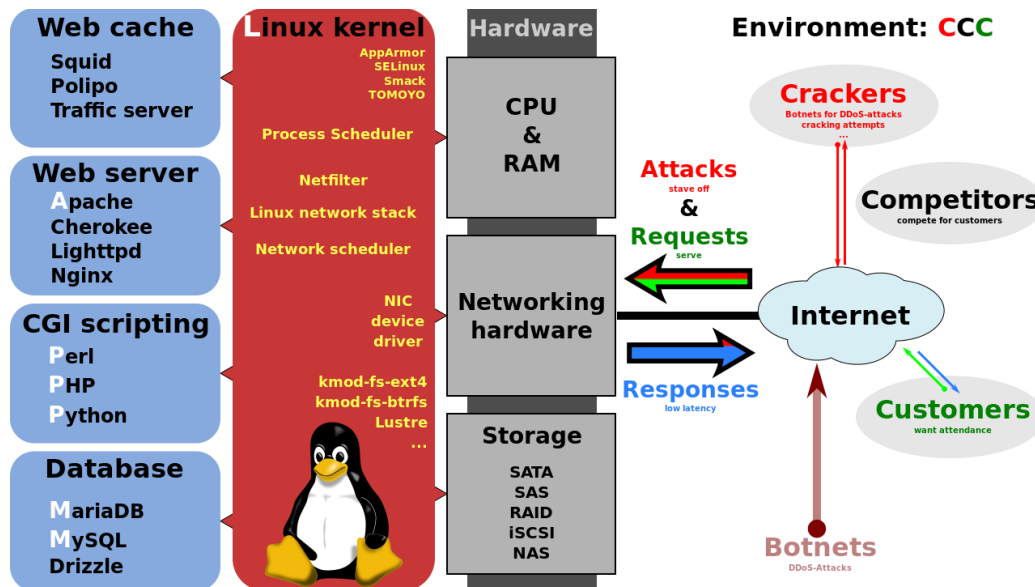 Web cache
Squid
Polipo
Traffic server
Web server
Apache
Cherokee
Lighttpd
Nginx
CGI scripting
Perl
PHP
Python
Database
MariaDB
MySQL
Drizzle
Linux kernel
AppArmor
SELinux
Smack
TOMOYO
Process Scheduler
Netfilter
Linux network stack
Network scheduler
NIC
device
driver
kmod-fs-ext4
kmod-fs-btrfs
Lustre
...
Hardware
CPU
&
RAM
Networking
hardware
Storage
SATA
SAS
RAID
iSCSI
NAS
Attacks
stave off
&
Requests
serve
Responses
low latency
Environment: CCC
Crackers
Botnets for DDoS-attacks
cracking attempts
...
Competitors
compete for customers
Internet
Customers
want attendance
Botnets
DDoS-Attacks